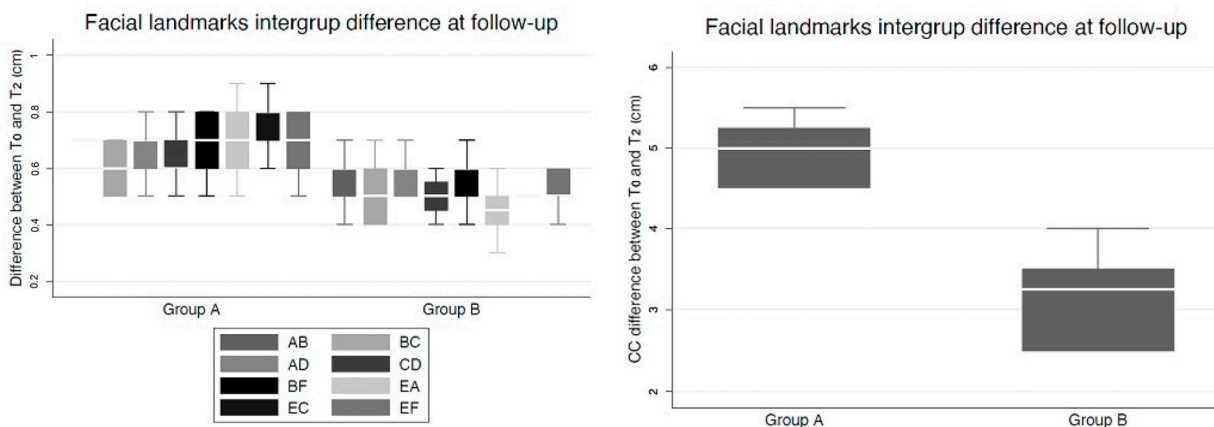 Facial landmarks intergrup difference at follow-up
Difference between T0 and T2 (cm)
1
0.8
0.6
0.4
0.2
Group A
Group B
AB
BC
AD
CD
BF
EA
EC
EF
Facial landmarks intergrup difference at follow-up
CC difference between T0 and T2 (cm)
6
5
4
3
2
Group A
Group B